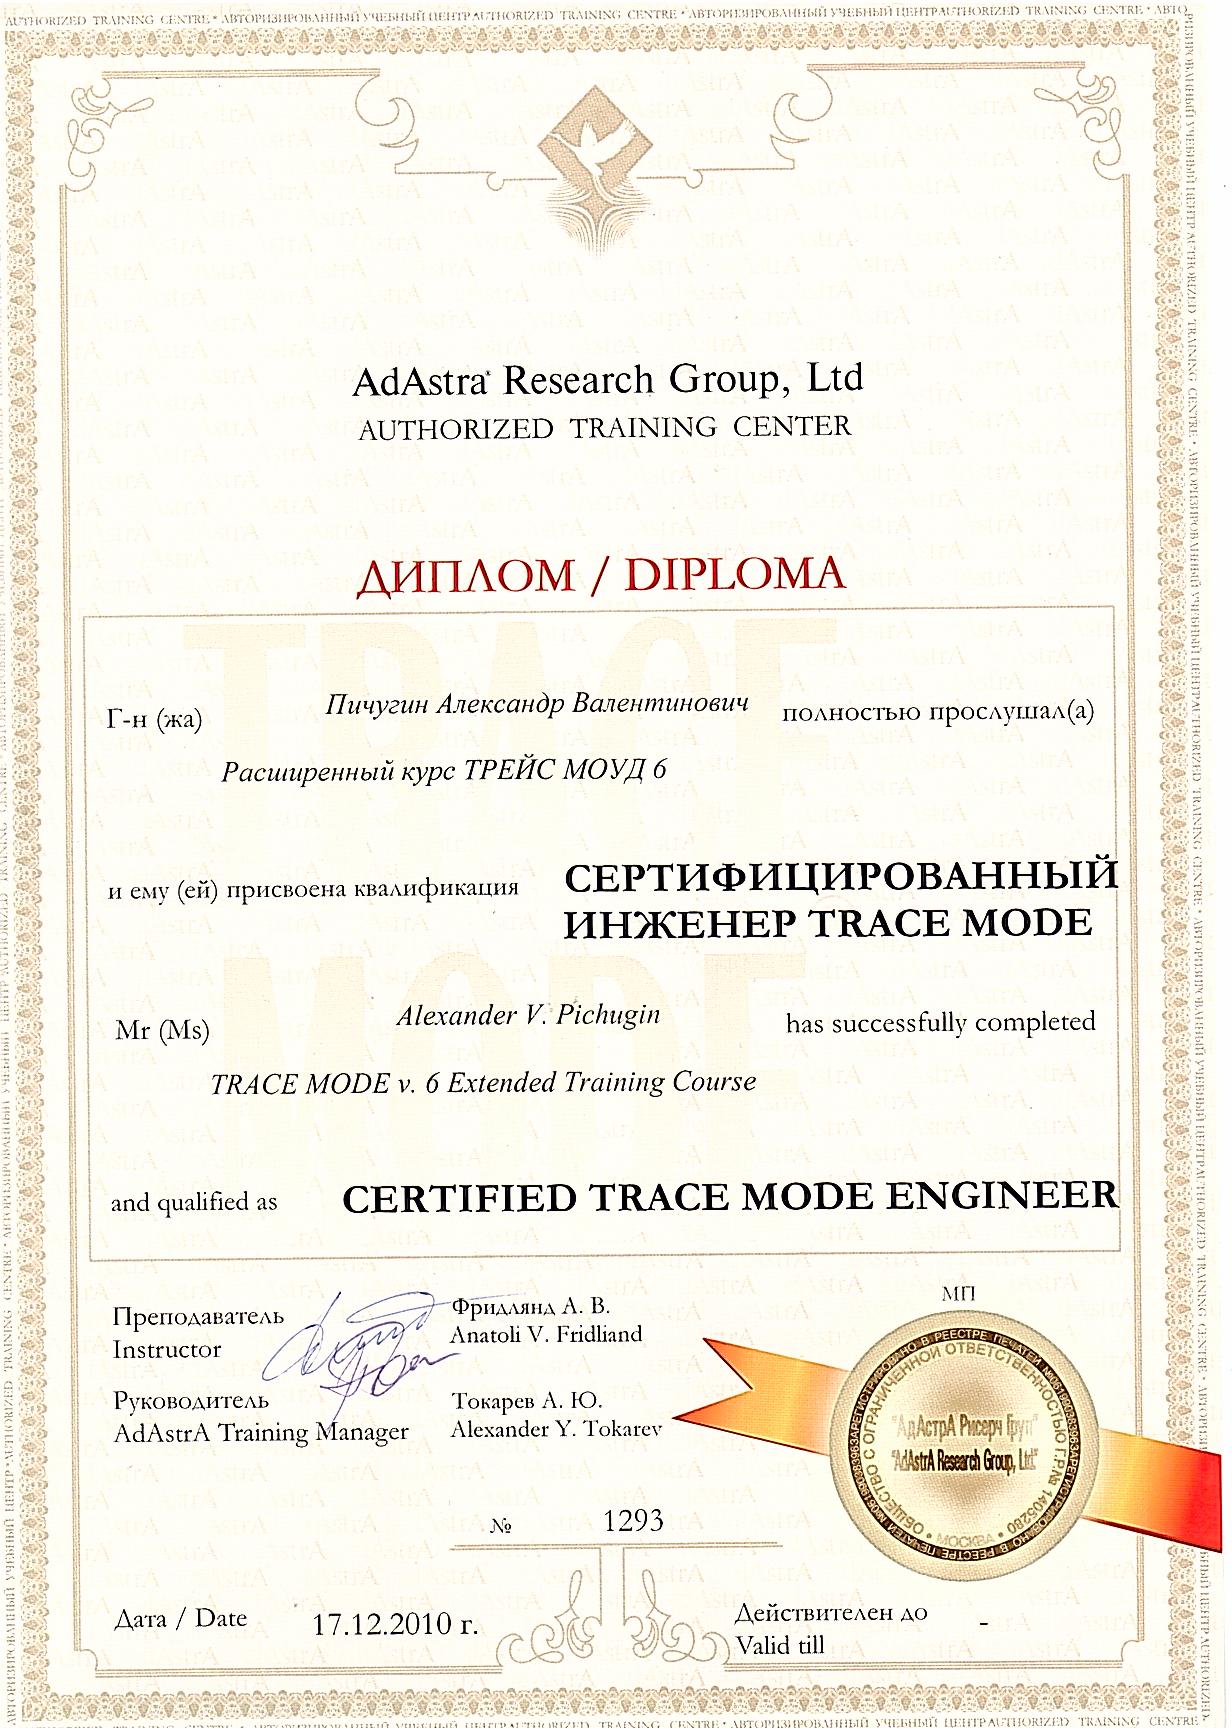 AUTHORIZED TRAINING CENTRE • АВТОРИЗИРОВАННЫЙ УЧЕБНЫЙ ЦЕНТР AUTHORIZED TRAINING CENTRE • АВТОРИЗИРОВАННЫЙ УЧЕБНЫЙ ЦЕНТР AUTHORIZED TRAINING CENTRE • АВТО
AdAstra Research Group, Ltd
AUTHORIZED TRAINING CENTER
ДИПЛОМ / DIPLOMA
TRACE
Г-н (жа) Пичугин Александр Валентинович полностью прослушал(а)
Расширенный курс ТРЕЙС МОУД 6
и ему (ей) присвоена квалификация СЕРТИФИЦИРОВАННЫЙ
ИНЖЕНЕР TRACE MODE
MODE
Mr (Ms) Alexander V. Pichugin has successfully completed
TRACE MODE v. 6 Extended Training Course
and qualified as CERTIFIED TRACE MODE ENGINEER
Преподаватель Фридлянд А. В.
Instructor Anatoli V. Fridliand
Руководитель Токарев А. Ю.
AdAstrA Training Manager Alexander Y. Tokarev
МП
ОБЩЕСТВО С ОГРАНИЧЕННОЙ ОТВЕТСТВЕННОСТЬЮ Г.Р.№ 1405280
• МОСКВА •
"АдАстрА Рисерч Груп"
"AdAstrA Research Group, Ltd"
№ 1293
Дата / Date 17.12.2010 г.
Действителен до -
Valid till